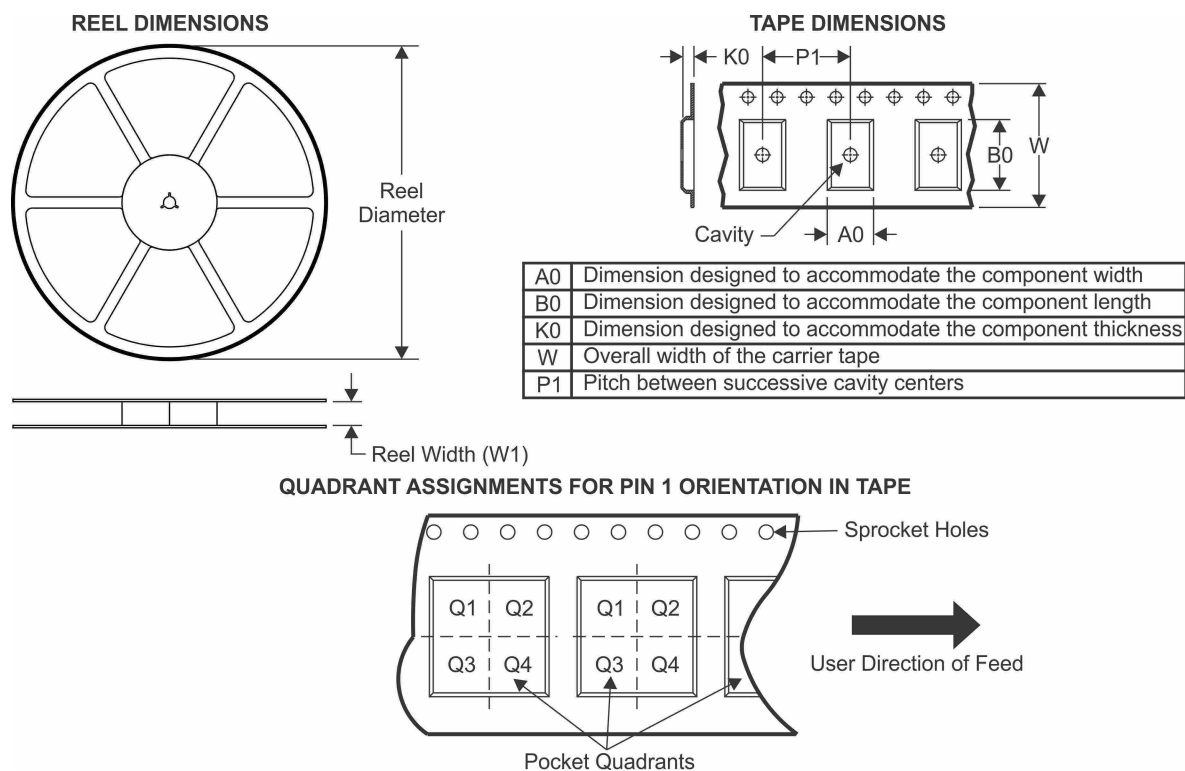 REEL DIMENSIONS
TAPE DIMENSIONS
K0
P1
B0
W
Reel
Diameter
Cavity
A0
A0 Dimension designed to accommodate the component width
B0 Dimension designed to accommodate the component length
K0 Dimension designed to accommodate the component thickness
W Overall width of the carrier tape
P1 Pitch between successive cavity centers
Reel Width (W1)
QUADRANT ASSIGNMENTS FOR PIN 1 ORIENTATION IN TAPE
Sprocket Holes
Q1 Q2 Q1 Q2
Q3 Q4 Q3 Q4
User Direction of Feed
Pocket Quadrants